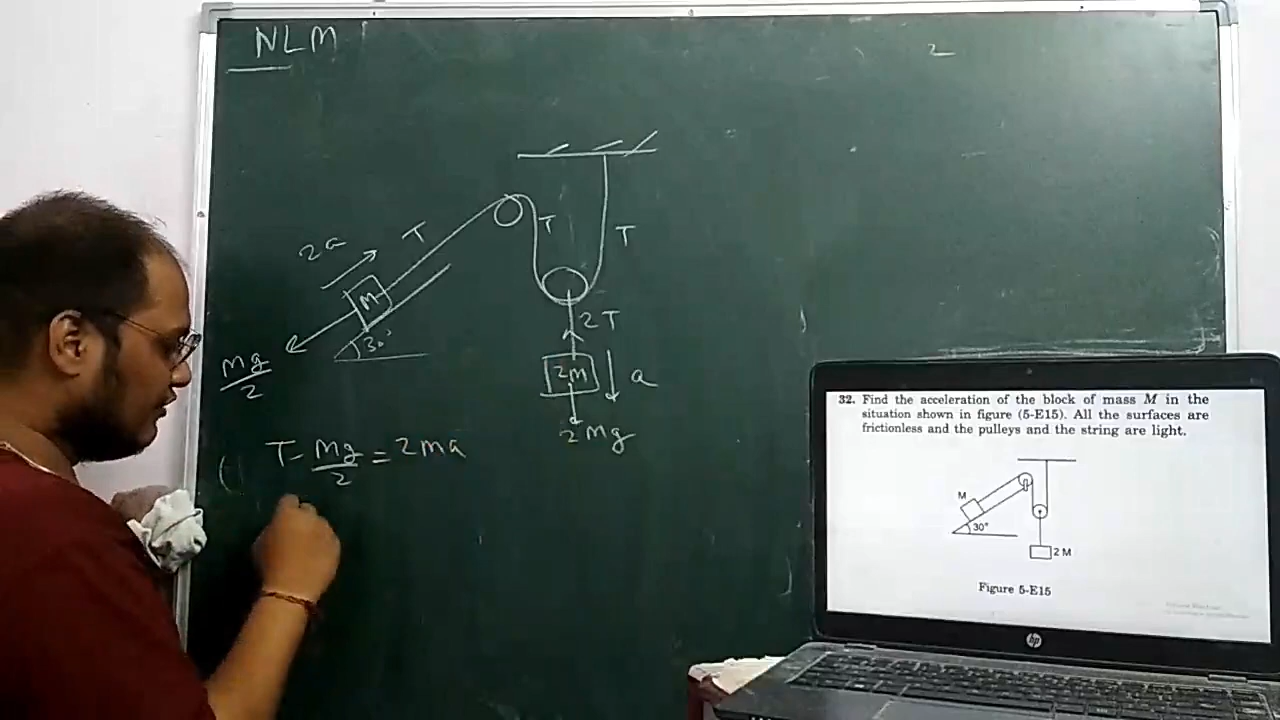 NLM
2
2a
T
T
T
M
30°
Mg/2
2T
2M
a
2Mg
T - Mg/2 = 2Ma
32. Find the acceleration of the block of mass M in the
situation shown in figure (5-E15). All the surfaces are
frictionless and the pulleys and the string are light.
M
30°
2 M
Figure 5-E15
hp